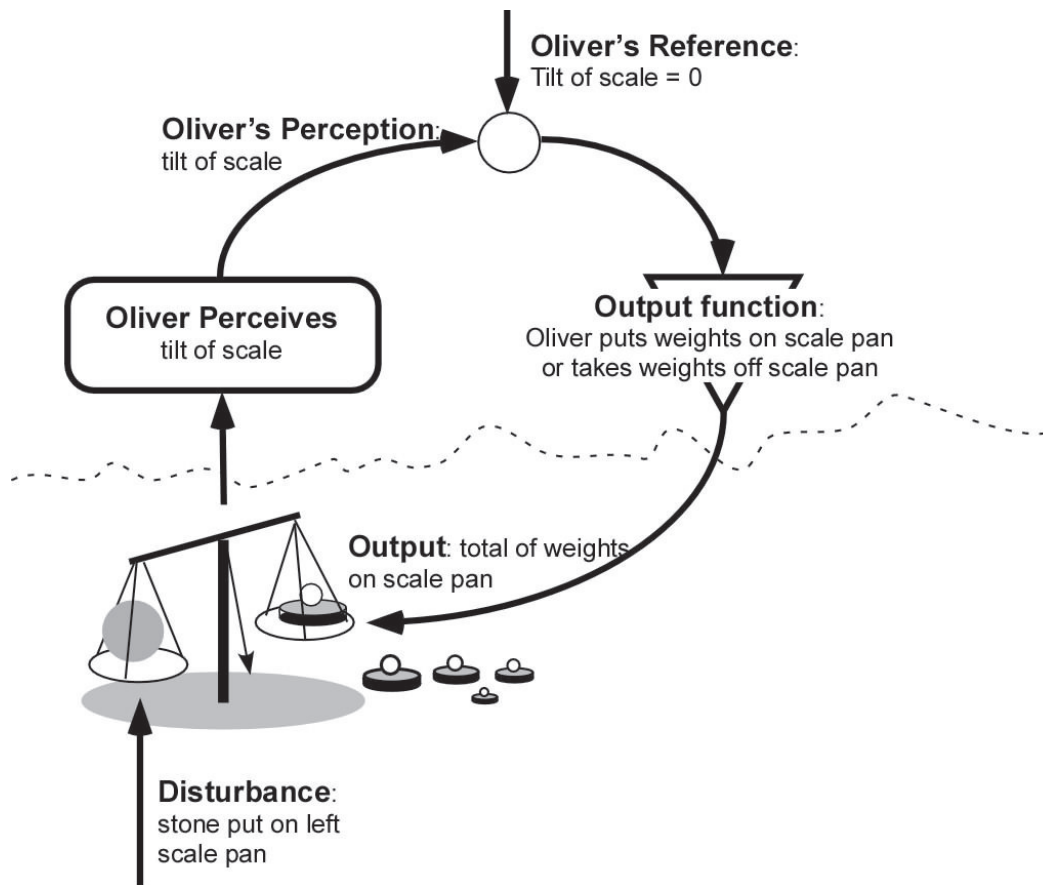 Oliver's Reference:
Tilt of scale = 0
Oliver's Perception:
tilt of scale
Oliver Perceives
tilt of scale
Output function:
Oliver puts weights on scale pan
or takes weights off scale pan
Output: total of weights
on scale pan
Disturbance:
stone put on left
scale pan